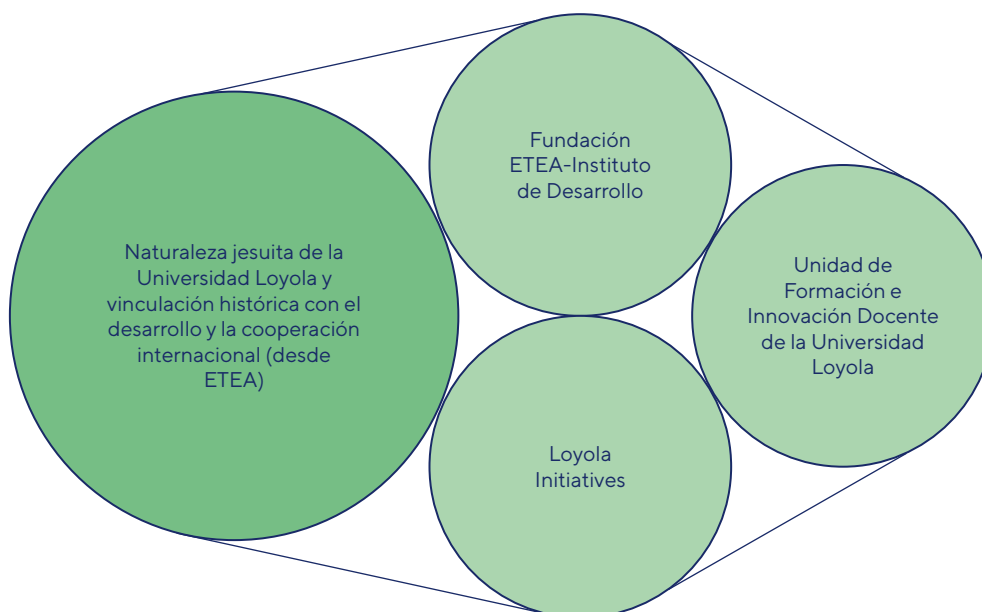 Naturaleza jesuita de la
Universidad Loyola y
vinculación histórica con el
desarrollo y la cooperación
internacional (desde
ETEA)
Fundación
ETEA-Instituto
de Desarrollo
Loyola
Initiatives
Unidad de
Formación e
Innovación Docente
de la Universidad
Loyola